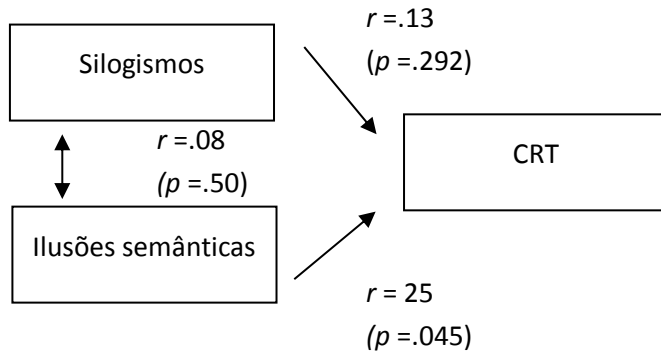 r =.13
(p =.292)
Silogismos
r =.08
(p =.50)
CRT
Ilusões semânticas
r = 25
(p =.045)